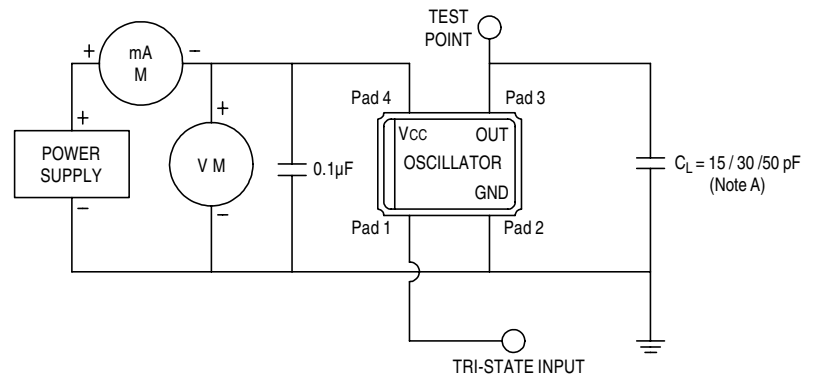 TEST
POINT
+
mA
M
−
Pad 4
Pad 3
+
+
VCC
OUT
POWER
SUPPLY
V M
0.1µF
OSCILLATOR
CL = 15 / 30 /50 pF
(Note A)
GND
−
−
Pad 1
Pad 2
TRI-STATE INPUT